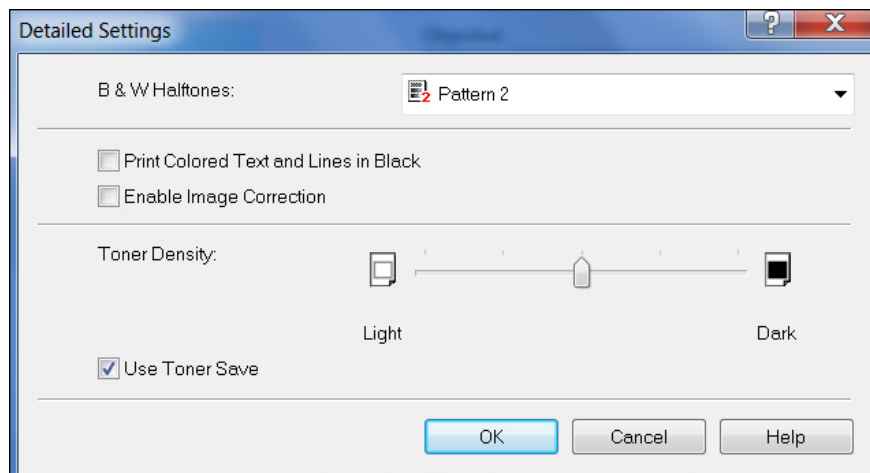 Detailed Settings
B & W Halftones:
2 Pattern 2
Print Colored Text and Lines in Black
Enable Image Correction
Toner Density:
Light Dark
Use Toner Save
OK Cancel Help